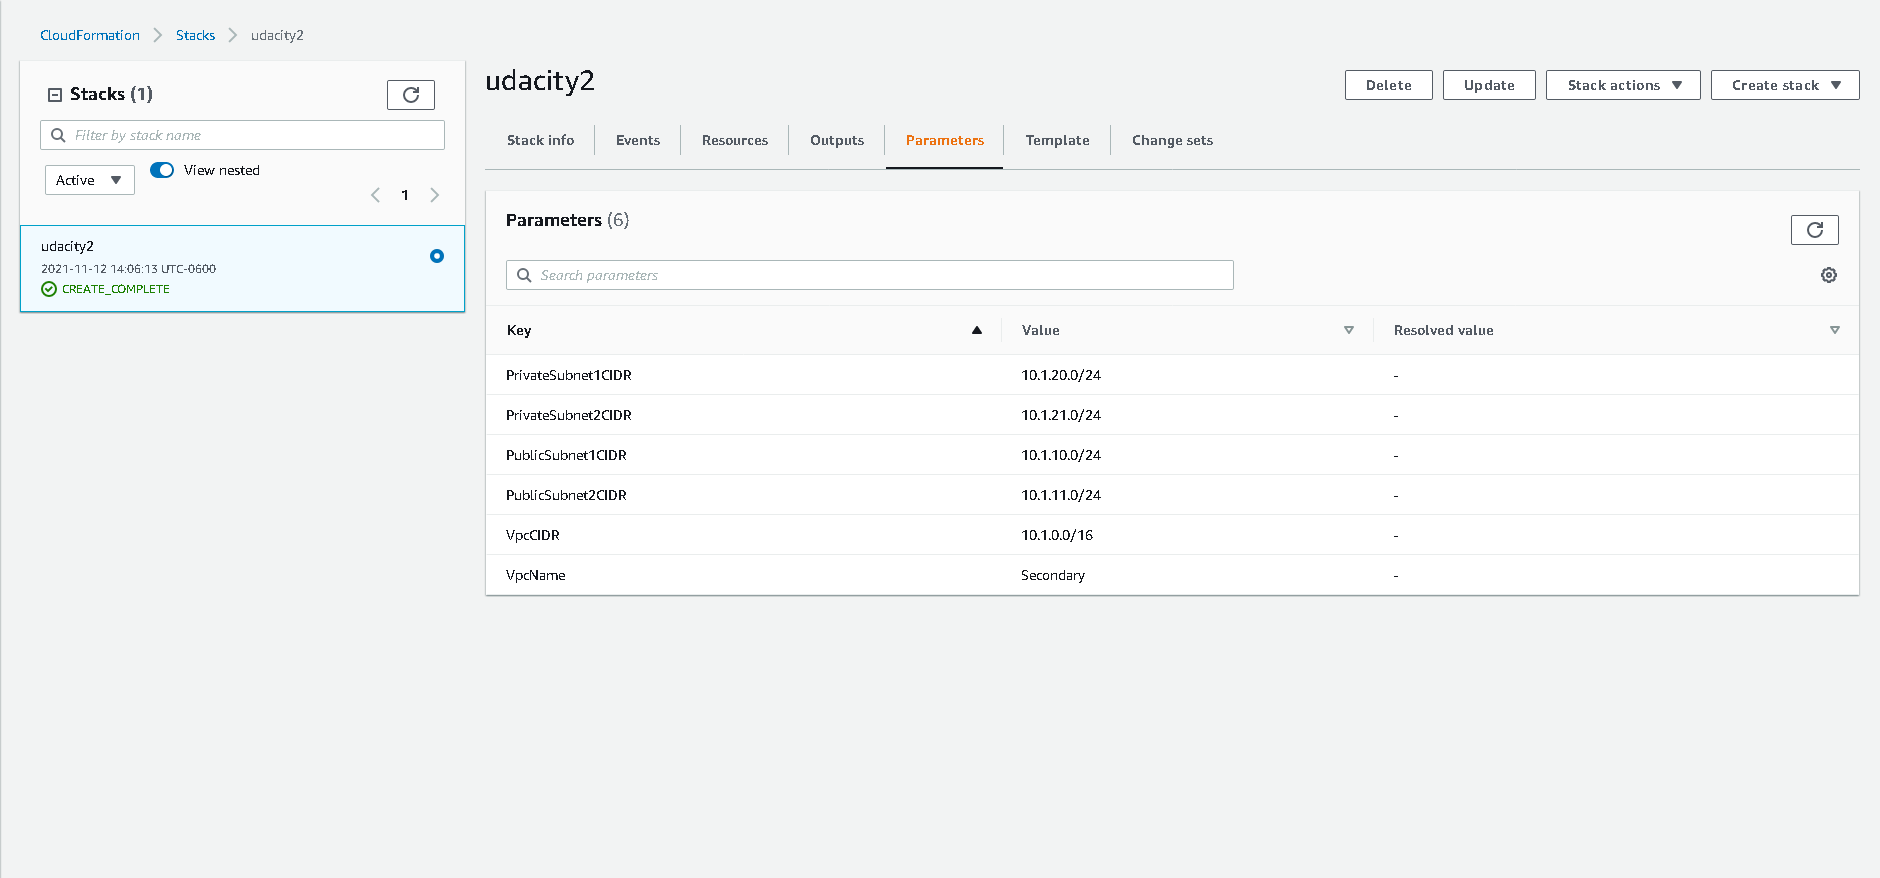 CloudFormation > Stacks > udacity2
Stacks (1)
Filter by stack name
Active
View nested
1
udacity2
2021-11-12 14:06:13 UTC-0600
CREATE_COMPLETE
udacity2
Delete
Update
Stack actions
Create stack
Stack info
Events
Resources
Outputs
Parameters
Template
Change sets
Parameters (6)
Search parameters
Key Value Resolved value
PrivateSubnet1CIDR 10.1.20.0/24 -
PrivateSubnet2CIDR 10.1.21.0/24 -
PublicSubnet1CIDR 10.1.10.0/24 -
PublicSubnet2CIDR 10.1.11.0/24 -
VpcCIDR 10.1.0.0/16 -
VpcName Secondary -